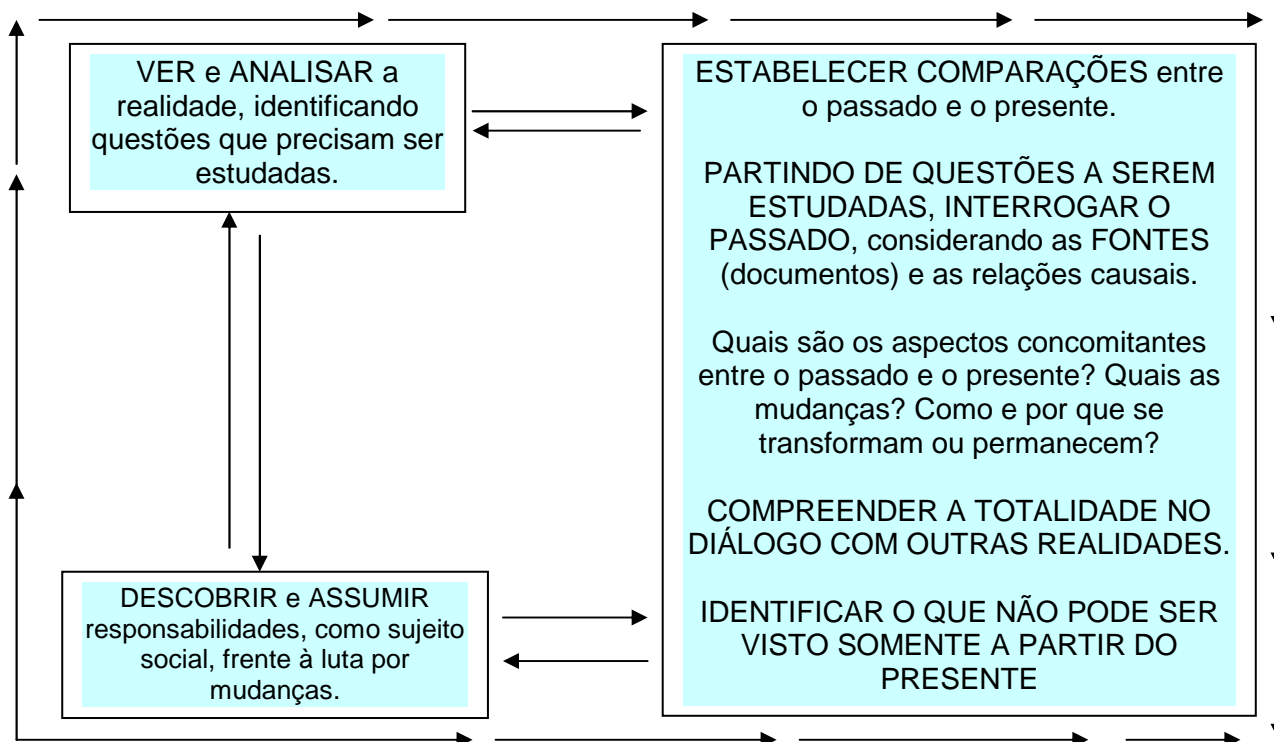 VER e ANALISAR a
realidade, identificando
questões que precisam ser
estudadas.
ESTABELECER COMPARAÇÕES entre
o passado e o presente.
PARTINDO DE QUESTÕES A SEREM
ESTUDADAS, INTERROGAR O
PASSADO, considerando as FONTES
(documentos) e as relações causais.
Quais são os aspectos concomitantes
entre o passado e o presente? Quais as
mudanças? Como e por que se
transformam ou permanecem?
COMPREENDER A TOTALIDADE NO
DIÁLOGO COM OUTRAS REALIDADES.
IDENTIFICAR O QUE NÃO PODE SER
VISTO SOMENTE A PARTIR DO
PRESENTE
DESCOBRIR e ASSUMIR
responsabilidades, como sujeito
social, frente à luta por
mudanças.